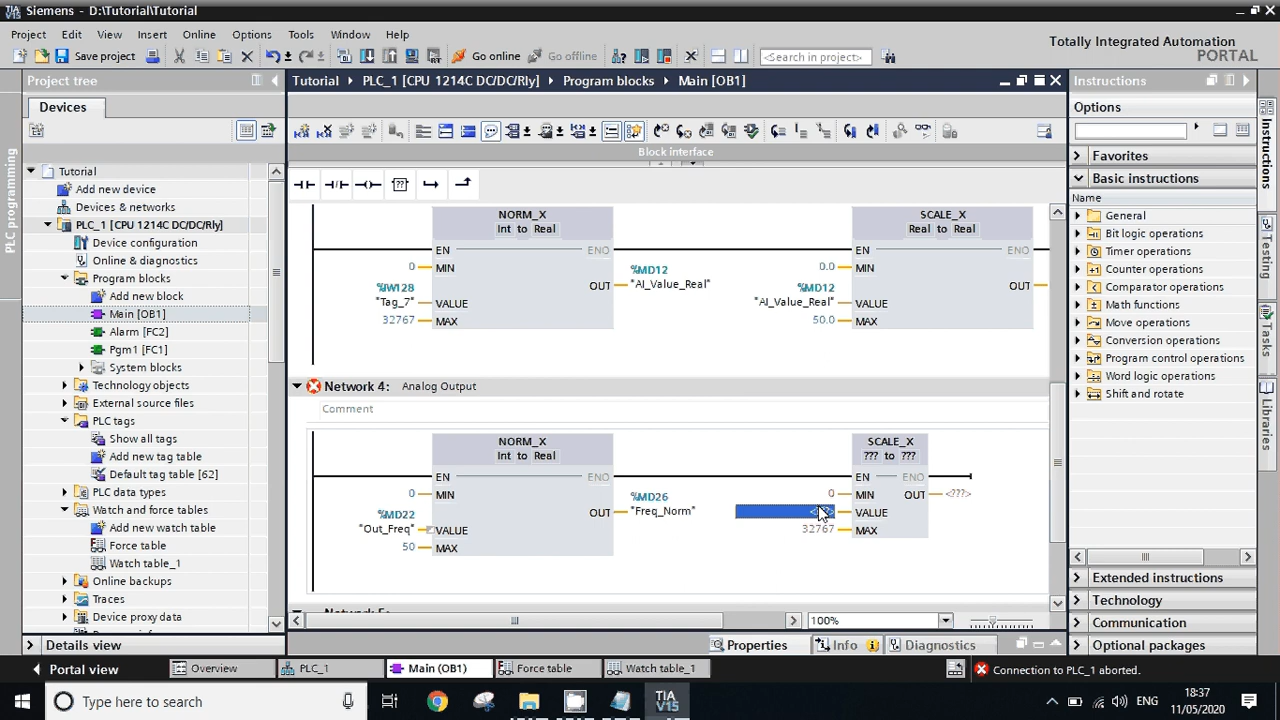 Siemens - D:\Tutorial\Tutorial
TIA
V15
Project Edit View Insert Online Options Tools Window Help
Totally Integrated Automation
PORTAL
Save project
Go online
Go offline
<Search in project>
Project tree
Tutorial PLC_1 [CPU 1214C DC/DC/Rly] Program blocks Main [OB1]
Instructions
Devices
Options
Block interface
PLC programming
Tutorial
Add new device
Devices & networks
PLC_1 [CPU 1214C DC/DC/Rly]
Device configuration
Online & diagnostics
Program blocks
Add new block
Main [OB1]
Alarm [FC2]
Pgm1 [FC1]
System blocks
Technology objects
External source files
PLC tags
Show all tags
Add new tag table
Default tag table [62]
PLC data types
Watch and force tables
Add new watch table
Force table
Watch table_1
Online backups
Traces
Device proxy data
Details view
NORM_X
Int to Real
EN
ENO
0
MIN
%IW128
"Tag_7"
VALUE
32767
MAX
OUT
%MD12
"AI_Value_Real"
SCALE_X
Real to Real
EN
ENO
0.0
MIN
%MD12
"AI_Value_Real"
VALUE
50.0
MAX
OUT
Network 4: Analog Output
Comment
NORM_X
Int to Real
EN
ENO
0
MIN
%MD22
"Out_Freq"
VALUE
50
MAX
OUT
%MD26
"Freq_Norm"
SCALE_X
??? to ???
EN
ENO
0
MIN
OUT
<???>
VALUE
32767
MAX
100%
Properties
Info
Diagnostics
Favorites
Basic instructions
Name
General
Bit logic operations
Timer operations
Counter operations
Comparator operations
Math functions
Move operations
Conversion operations
Program control operations
Word logic operations
Shift and rotate
Extended instructions
Technology
Communication
Optional packages
Instructions
Testing
Tasks
Libraries
Portal view
Overview
PLC_1
Main (OB1)
Force table
Watch table_1
Connection to PLC_1 aborted.
Type here to search
TIA
V15
ENG
18:37
11/05/2020